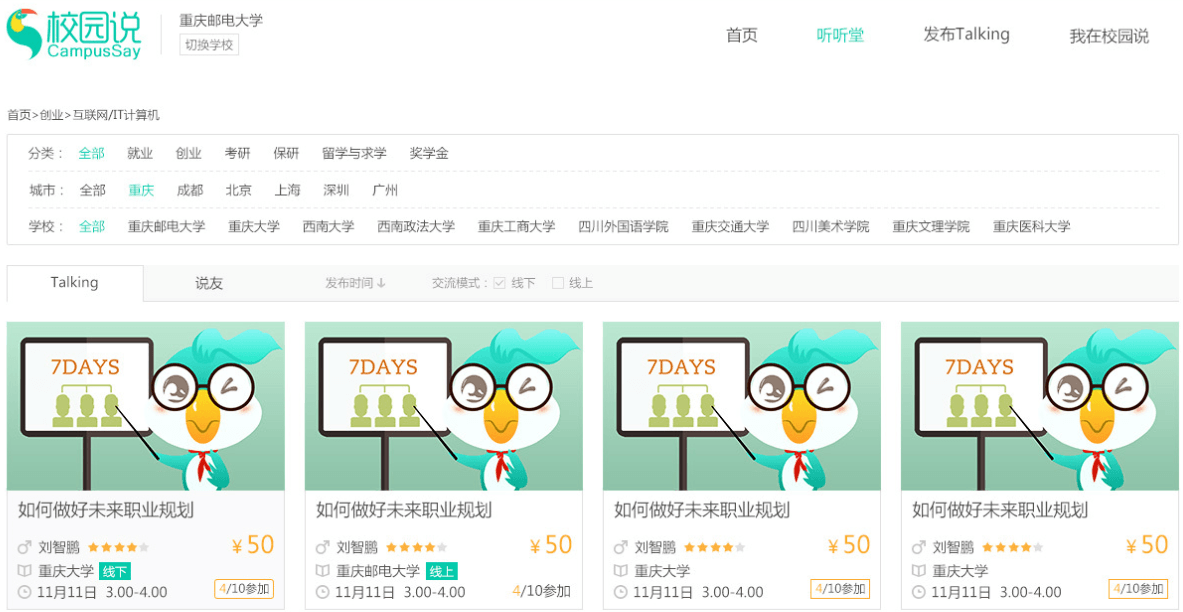 校园说
CampusSay
重庆邮电大学
切换学校
首页 听听堂 发布Talking 我在校园说
首页>创业>互联网/IT计算机
分类： 全部 就业 创业 考研 保研 留学与求学 奖学金
城市： 全部 重庆 成都 北京 上海 深圳 广州
学校： 全部 重庆邮电大学 重庆大学 西南大学 西南政法大学 重庆工商大学 四川外国语学院 重庆交通大学 四川美术学院 重庆文理学院 重庆医科大学
Talking 说友 发布时间 交流模式： 线下 线上
7DAYS 7DAYS 7DAYS 7DAYS
如何做好未来职业规划 如何做好未来职业规划 如何做好未来职业规划 如何做好未来职业规划
刘智鹏 ¥50 刘智鹏 ¥50 刘智鹏 ¥50 刘智鹏 ¥50
重庆大学 线下 重庆邮电大学 线上 重庆大学 重庆大学
11月11日 3.00-4.00 4/10参加 11月11日 3.00-4.00 4/10参加 11月11日 3.00-4.00 4/10参加 11月11日 3.00-4.00 4/10参加